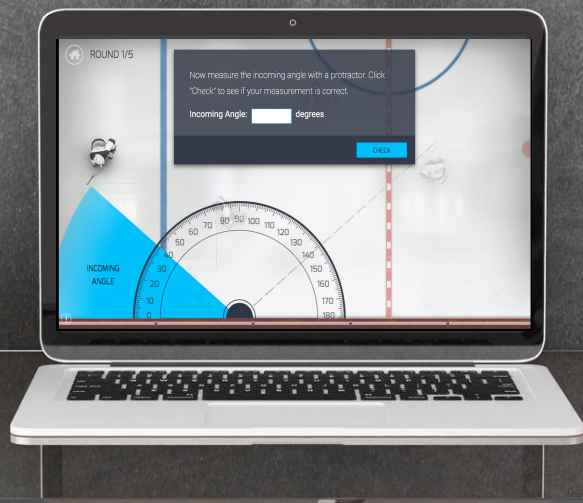 ROUND 1/5
Now measure the incoming angle with a protractor. Click
"Check" to see if your measurement is correct.
Incoming Angle: degrees
CHECK
INCOMING
ANGLE
0 10 20 30 40 50 60 70 80 90 100 110 120 130 140 150 160 170 180